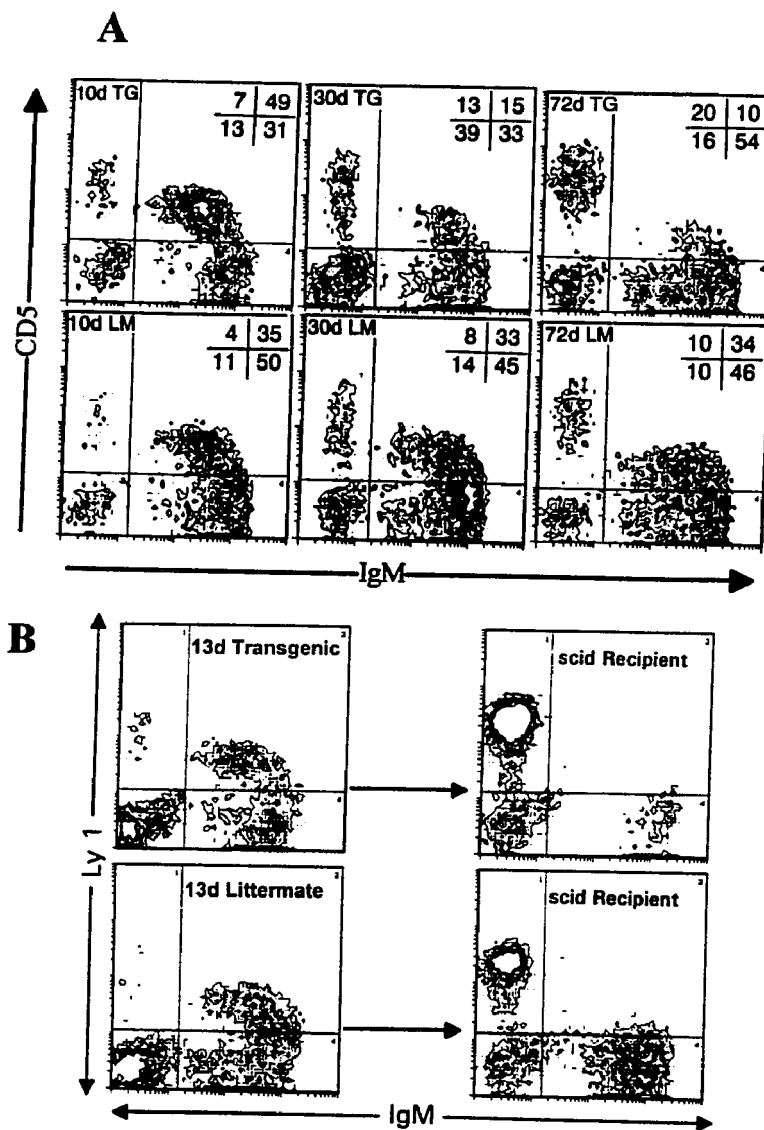 A
10d TG
7 49
13 31
30d TG
13 15
39 33
72d TG
20 10
16 54
10d LM
4 35
11 50
30d LM
8 33
14 45
72d LM
10 34
10 46
CD5
IgM
B
13d Transgenic
scid Recipient
13d Littermate
scid Recipient
Ly 1
IgM